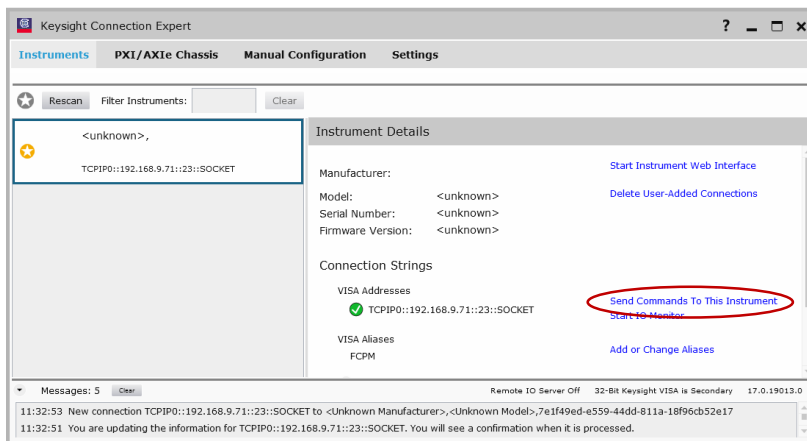 Keysight Connection Expert
Instruments PXI/AXIe Chassis Manual Configuration Settings
Rescan Filter Instruments: Clear
<unknown>,
TCPIP0::192.168.9.71::23::SOCKET
Instrument Details
Manufacturer:
Start Instrument Web Interface
Model: <unknown>
Delete User-Added Connections
Serial Number: <unknown>
Firmware Version: <unknown>
Connection Strings
VISA Addresses
Send Commands To This Instrument
TCPIP0::192.168.9.71::23::SOCKET
Start IO Monitor
VISA Aliases
Add or Change Aliases
FCPM
Messages: 5 Clear Remote IO Server Off 32-Bit Keysight VISA is Secondary 17.0.19013.0
11:32:53 New connection TCPIP0::192.168.9.71::23::SOCKET to <Unknown Manufacturer>,<Unknown Model>,7e1f49ed-e559-44dd-811a-18f96cb52e17
11:32:51 You are updating the information for TCPIP0::192.168.9.71::23::SOCKET. You will see a confirmation when it is processed.